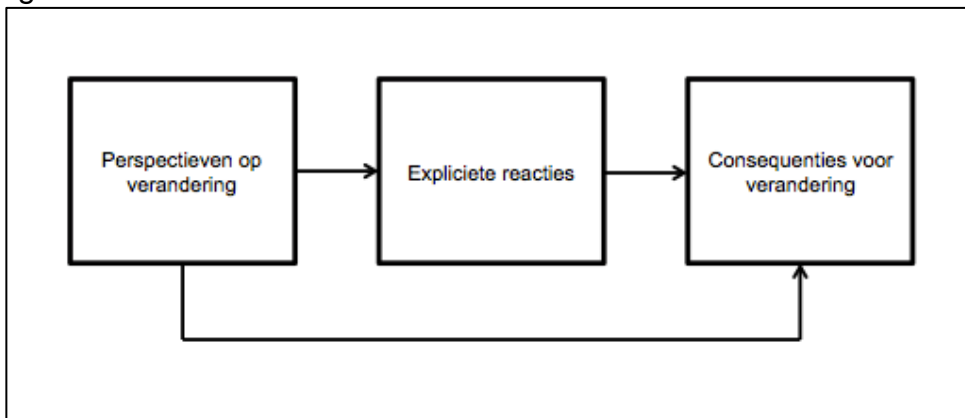 Perspectieven op
verandering
Expliciete reacties
Consequenties voor
verandering